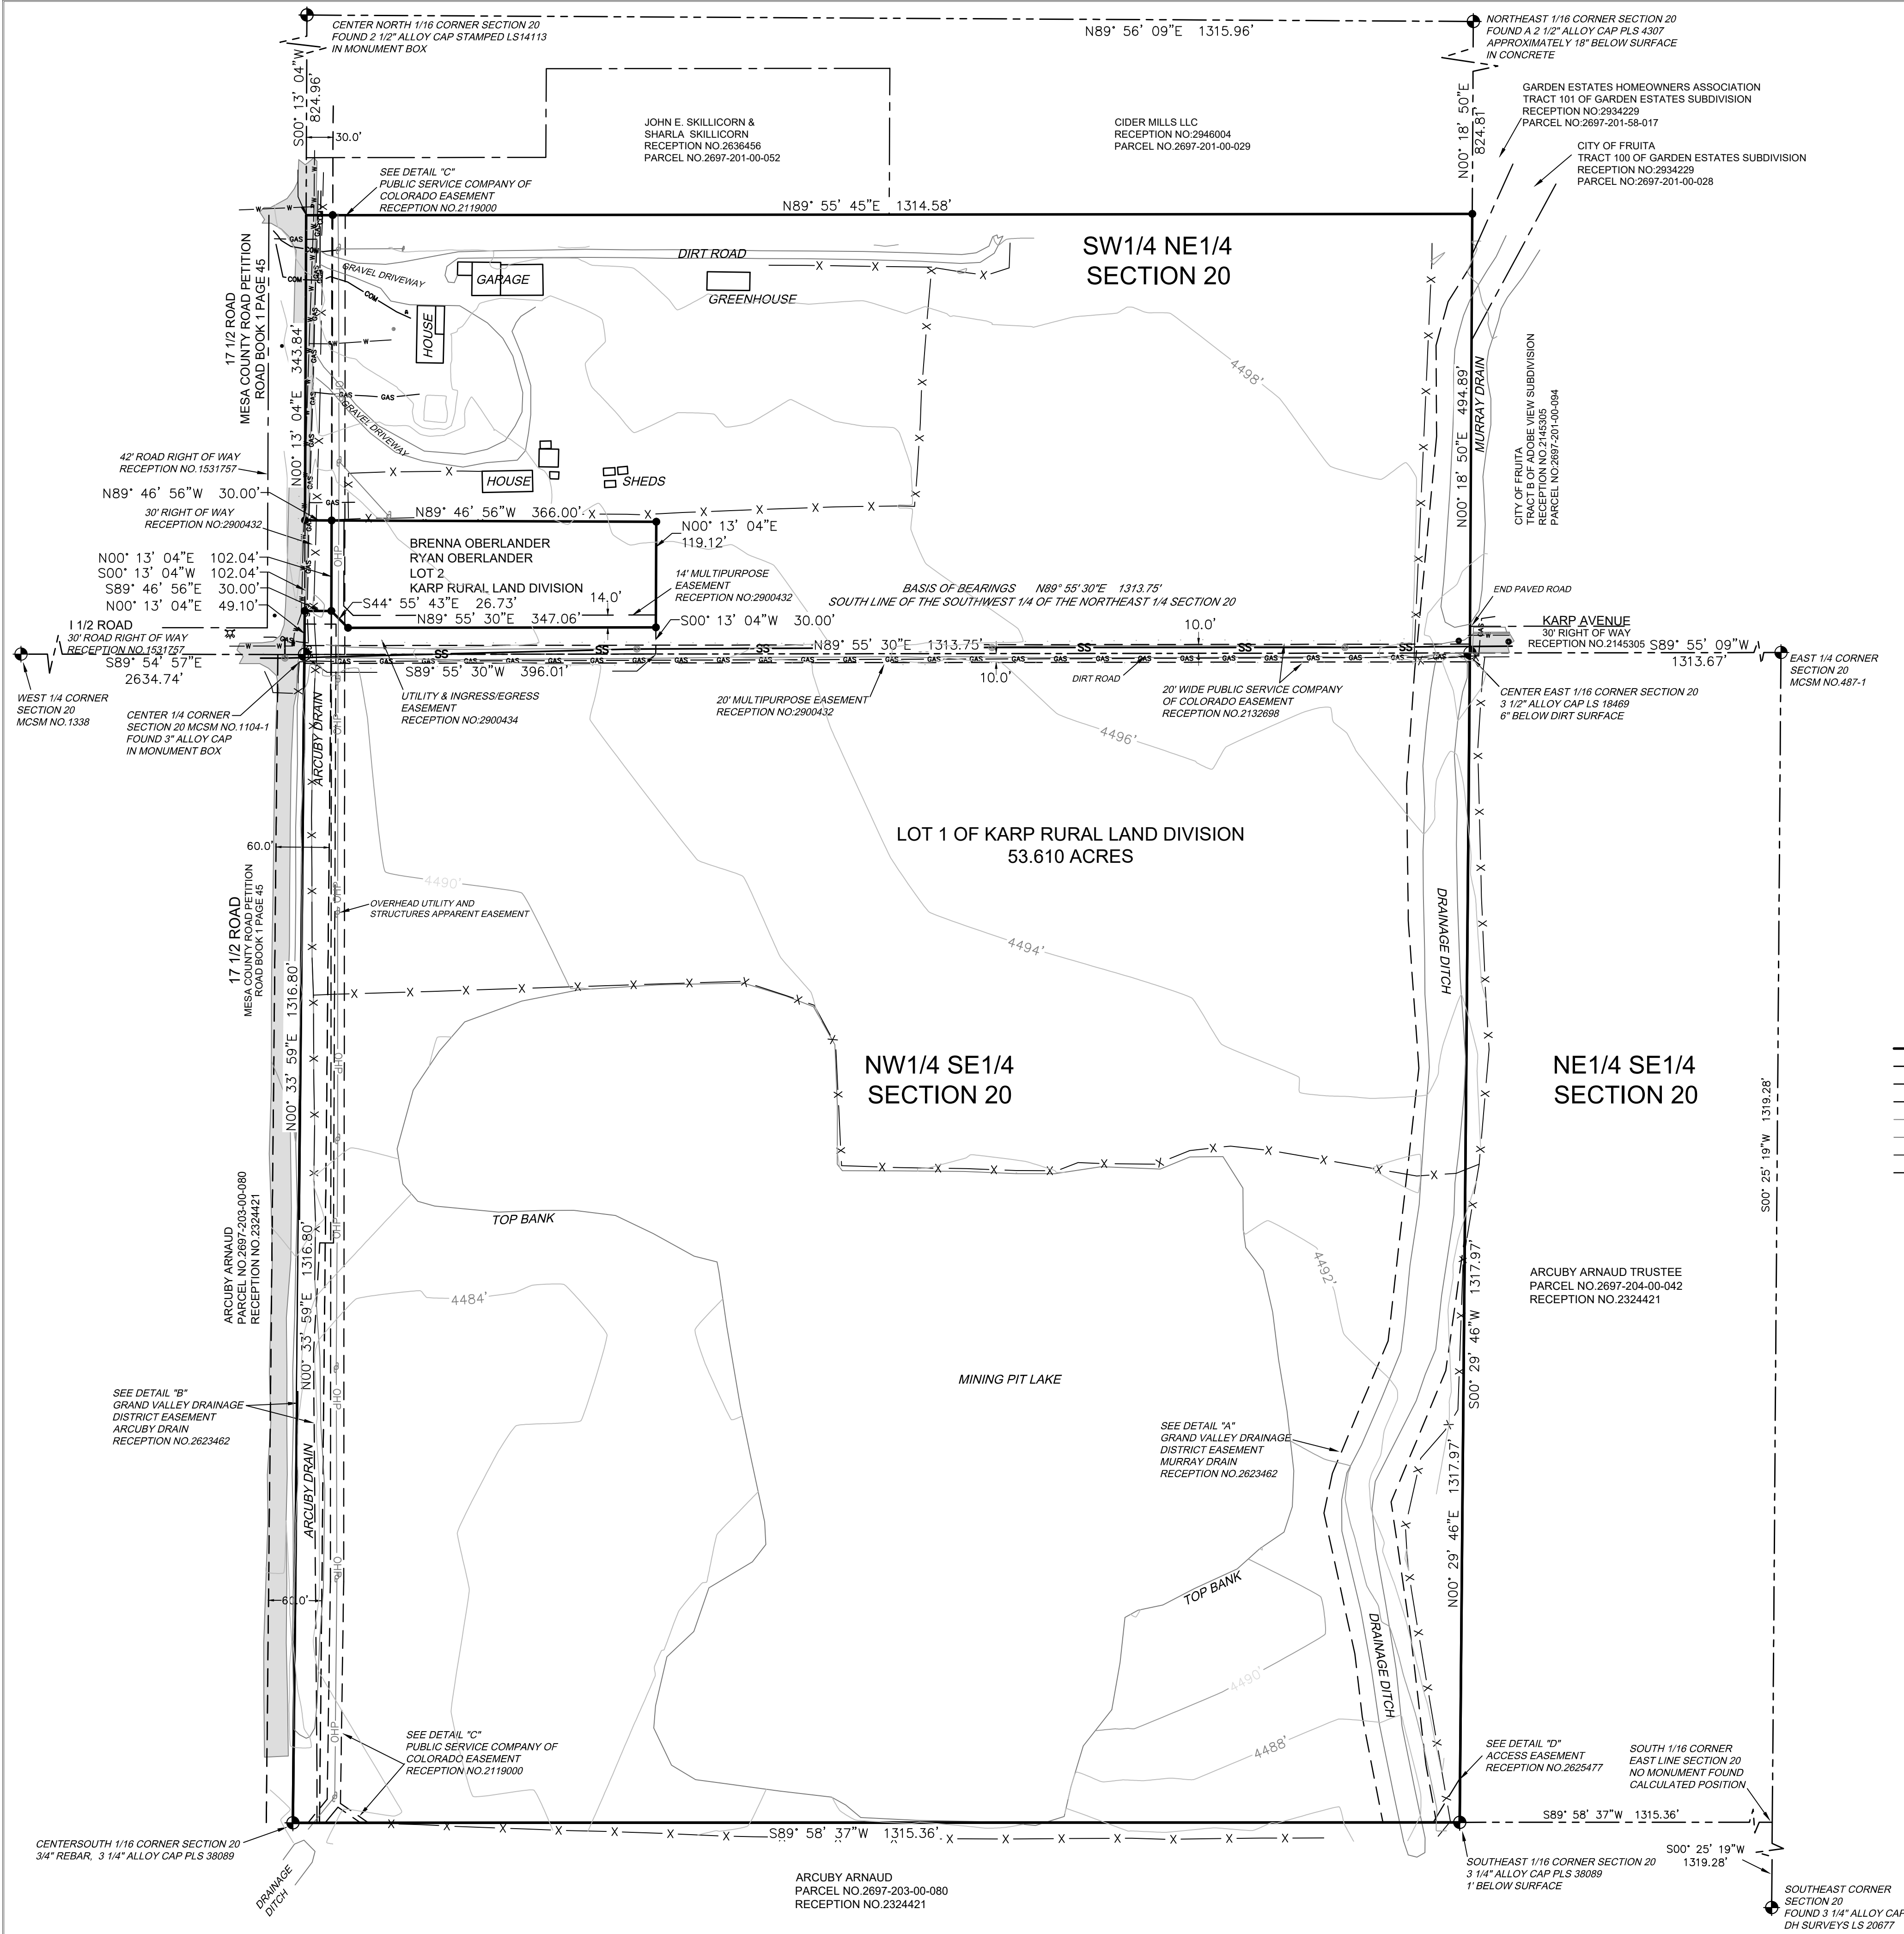 CENTER NORTH 1/16 CORNER SECTION 20
FOUND 2 1/2" ALLOY CAP STAMPED LS14113
IN MONUMENT BOX
N89° 56' 09"E 1315.96'
NORTHEAST 1/16 CORNER SECTION 20
FOUND A 2 1/2" ALLOY CAP PLS 4307
APPROXIMATELY 18" BELOW SURFACE
IN CONCRETE
S00° 13' 04"W
824.96'
30.0'
JOHN E. SKILLICORN &
SHARLA SKILLICORN
RECEPTION NO.2636456
PARCEL NO.2697-201-00-052
CIDER MILLS LLC
RECEPTION NO:2946004
PARCEL NO.2697-201-00-029
N00° 18' 50"E
824.81'
GARDEN ESTATES HOMEOWNERS ASSOCIATION
TRACT 101 OF GARDEN ESTATES SUBDIVISION
RECEPTION NO:2934229
PARCEL NO:2697-201-58-017
CITY OF FRUITA
TRACT 100 OF GARDEN ESTATES SUBDIVISION
RECEPTION NO:2934229
PARCEL NO:2697-201-00-028
SEE DETAIL "C"
PUBLIC SERVICE COMPANY OF
COLORADO EASEMENT
RECEPTION NO.2119000
N89° 55' 45"E 1314.58'
SW1/4 NE1/4
SECTION 20
DIRT ROAD
GRAVEL DRIVEWAY
GARAGE
GREENHOUSE
HOUSE
GRAVEL DRIVEWAY
HOUSE
SHEDS
4498'
17 1/2 ROAD
MESA COUNTY ROAD PETITION
ROAD BOOK 1 PAGE 45
N00° 13' 04"E 343.84'
N00° 18' 50"E 494.89'
MURRAY DRAIN
CITY OF FRUITA
TRACT B OF ADOBE VIEW SUBDIVISION
RECEPTION NO.2145305
PARCEL NO:2697-201-00-094
42' ROAD RIGHT OF WAY
RECEPTION NO.1531757
N89° 46' 56"W 30.00'
30' RIGHT OF WAY
RECEPTION NO:2900432
N00° 13' 04"E 102.04'
S00° 13' 04"W 102.04'
S89° 46' 56"E 30.00'
N00° 13' 04"E 49.10'
N89° 46' 56"W 366.00'
N00° 13' 04"E
119.12'
BRENNA OBERLANDER
RYAN OBERLANDER
LOT 2
KARP RURAL LAND DIVISION
S44° 55' 43"E 26.73'
N89° 55' 30"E 347.06'
14.0'
14' MULTIPURPOSE
EASEMENT
RECEPTION NO:2900432
S00° 13' 04"W 30.00'
BASIS OF BEARINGS N89° 55'30"E 1313.75'
SOUTH LINE OF THE SOUTHWEST 1/4 OF THE NORTHEAST 1/4 SECTION 20
END PAVED ROAD
KARP AVENUE
30' RIGHT OF WAY
RECEPTION NO.2145305
S89° 55' 09"W
1313.67'
EAST 1/4 CORNER
SECTION 20
MCSM NO.487-1
I 1/2 ROAD
30' ROAD RIGHT OF WAY
RECEPTION NO.1531757
S89° 54' 57"E
2634.74'
WEST 1/4 CORNER
SECTION 20
MCSM NO.1338
CENTER 1/4 CORNER
SECTION 20 MCSM NO.1104-1
FOUND 3" ALLOY CAP
IN MONUMENT BOX
N89° 55' 30"E 1313.75'
S89° 55' 30"W 396.01'
10.0'
10.0'
DIRT ROAD
UTILITY & INGRESS/EGRESS
EASEMENT
RECEPTION NO:2900434
20' MULTIPURPOSE EASEMENT
RECEPTION NO:2900432
20' WIDE PUBLIC SERVICE COMPANY
OF COLORADO EASEMENT
RECEPTION NO.2132698
CENTER EAST 1/16 CORNER SECTION 20
3 1/2" ALLOY CAP LS 18469
6" BELOW DIRT SURFACE
ARCUBY DRAIN
4496'
LOT 1 OF KARP RURAL LAND DIVISION
53.610 ACRES
60.0'
4490'
OVERHEAD UTILITY AND
STRUCTURES APPARENT EASEMENT
4494'
17 1/2 ROAD
MESA COUNTY ROAD PETITION
ROAD BOOK 1 PAGE 45
N00° 33' 59"E 1316.80'
DRAINAGE DITCH
NW1/4 SE1/4
SECTION 20
NE1/4 SE1/4
SECTION 20
S00° 25' 19"W 1319.28'
TOP BANK
ARCUBY ARNAUD
PARCEL NO.2697-203-00-080
RECEPTION NO.2324421
N00° 33' 59"E 1316.80'
4484'
4492'
S00° 29' 46"W 1317.97'
ARCUBY ARNAUD TRUSTEE
PARCEL NO.2697-204-00-042
RECEPTION NO.2324421
MINING PIT LAKE
SEE DETAIL "B"
GRAND VALLEY DRAINAGE
DISTRICT EASEMENT
ARCUBY DRAIN
RECEPTION NO.2623462
SEE DETAIL "A"
GRAND VALLEY DRAINAGE
DISTRICT EASEMENT
MURRAY DRAIN
RECEPTION NO.2623462
ARCUBY DRAIN
N00° 29' 46"E 1317.97'
60.0'
TOP BANK
DRAINAGE DITCH
4490'
4488'
SEE DETAIL "C"
PUBLIC SERVICE COMPANY OF
COLORADO EASEMENT
RECEPTION NO.2119000
SEE DETAIL "D"
ACCESS EASEMENT
RECEPTION NO.2625477
SOUTH 1/16 CORNER
EAST LINE SECTION 20
NO MONUMENT FOUND
CALCULATED POSITION
S89° 58' 37"W 1315.36'
S89° 58' 37"W 1315.36'
CENTERSOUTH 1/16 CORNER SECTION 20
3/4" REBAR, 3 1/4" ALLOY CAP PLS 38089
DRAINAGE
DITCH
ARCUBY ARNAUD
PARCEL NO.2697-203-00-080
RECEPTION NO.2324421
SOUTHEAST 1/16 CORNER SECTION 20
3 1/4" ALLOY CAP PLS 38089
1' BELOW SURFACE
S00° 25' 19"W
1319.28'
SOUTHEAST CORNER
SECTION 20
FOUND 3 1/4" ALLOY CAP
DH SURVEYS LS 20677